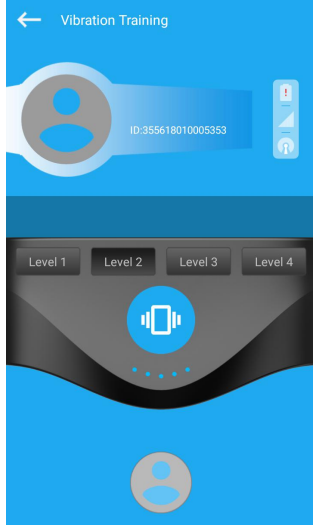 Vibration Training
ID:355618010005353
Level 1 Level 2 Level 3 Level 4